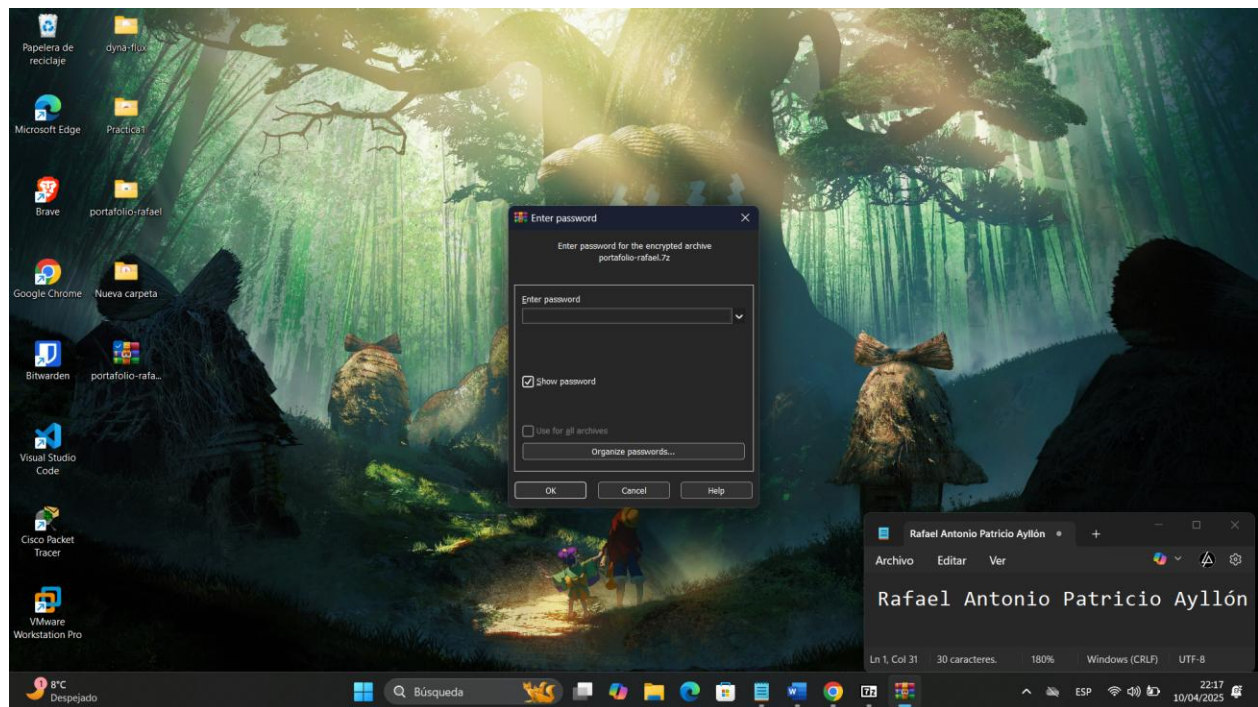 Papelera de
reciclaje
dyna-flux
Microsoft Edge
Practica1
Brave
portafolio-rafael
Google Chrome
Nueva carpeta
Bitwarden
portafolio-rafa...
Visual Studio
Code
Cisco Packet
Tracer
VMware
Workstation Pro
Enter password
Enter password for the encrypted archive
portafolio-rafael.7z
Enter password
Show password
Use for all archives
Organize passwords...
OK
Cancel
Help
Rafael Antonio Patricio Ayllón
Archivo Editar Ver
Rafael Antonio Patricio Ayllón
Ln 1, Col 31 30 caracteres. 180% Windows (CRLF) UTF-8
1
8°C
Despejado
Búsqueda
7z
ESP
22:17
10/04/2025